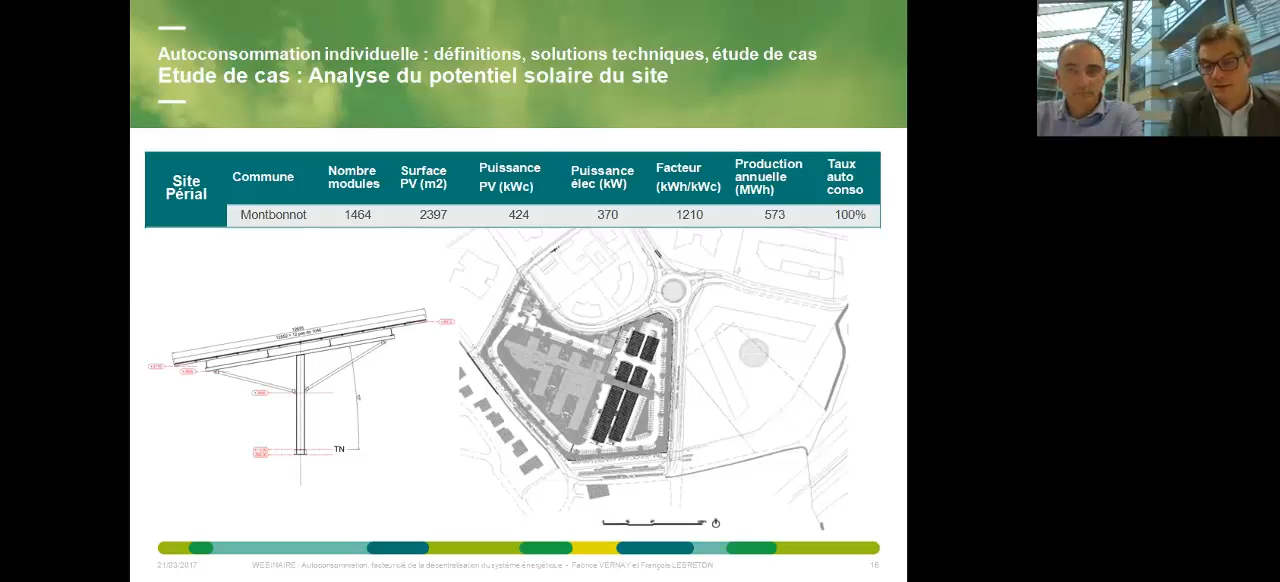 Autoconsommation individuelle : définitions, solutions techniques, étude de cas
Etude de cas : Analyse du potentiel solaire du site
Site Périal
Commune
Nombre modules
Surface PV (m2)
Puissance PV (kWc)
Puissance élec (kW)
Facteur (kWh/kWc)
Production annuelle (MWh)
Taux auto conso
Montbonnot 1464 2397 424 370 1210 573 100%
TN
21/03/2017 WEBINAIRE : Autoconsommation, facteur clé de la décentralisation du système énergétique - Fabrice VERNAY et François LEBRETON 16